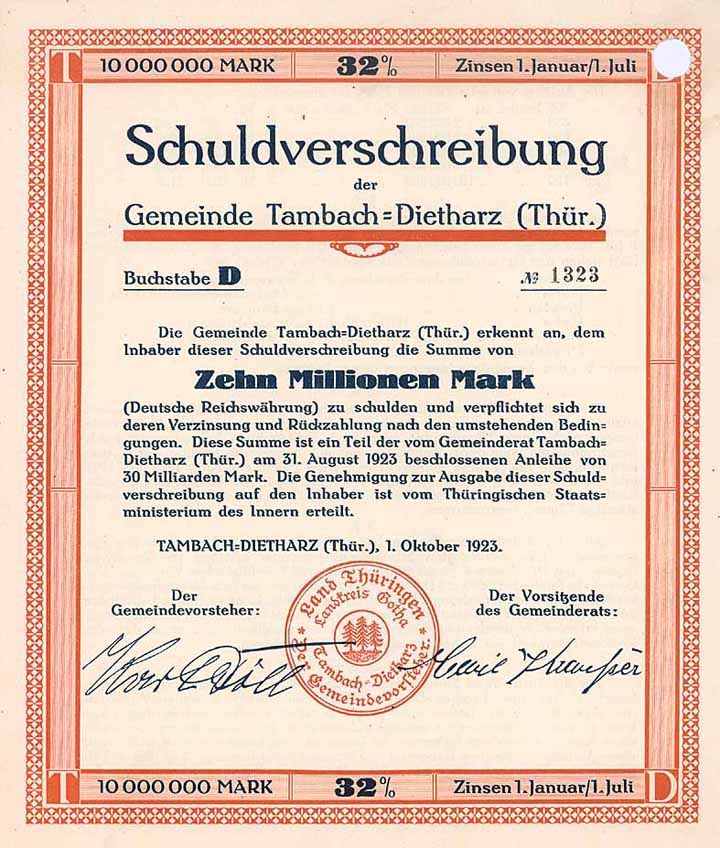 T 10 000 000 MARK 32% Zinsen 1. Januar/1. Juli D
Schuldverschreibung
der
Gemeinde Tambach=Dietharz (Thür.)
Buchstabe D № 1323
Die Gemeinde Tambach=Dietharz (Thür.) erkennt an, dem
Inhaber dieser Schuldverschreibung die Summe von
Zehn Millionen Mark
(Deutsche Reichswährung) zu schulden und verpflichtet sich zu
deren Verzinsung und Rückzahlung nach den umstehenden Bedin=
gungen. Diese Summe ist ein Teil der vom Gemeinderat Tambach=
Dietharz (Thür.) am 31. August 1923 beschlossenen Anleihe von
30 Milliarden Mark. Die Genehmigung zur Ausgabe dieser Schuld=
verschreibung auf den Inhaber ist vom Thüringischen Staats=
ministerium des Innern erteilt.
TAMBACH=DIETHARZ (Thür.), 1. Oktober 1923.
Der
Gemeindevorsteher:
Land Thüringen
Landkreis Gotha
Tambach=Dietharz
Der Gemeindevorsteher.
Der Vorsitzende
des Gemeinderats:
T 10 000 000 MARK 32% Zinsen 1. Januar/1. Juli D